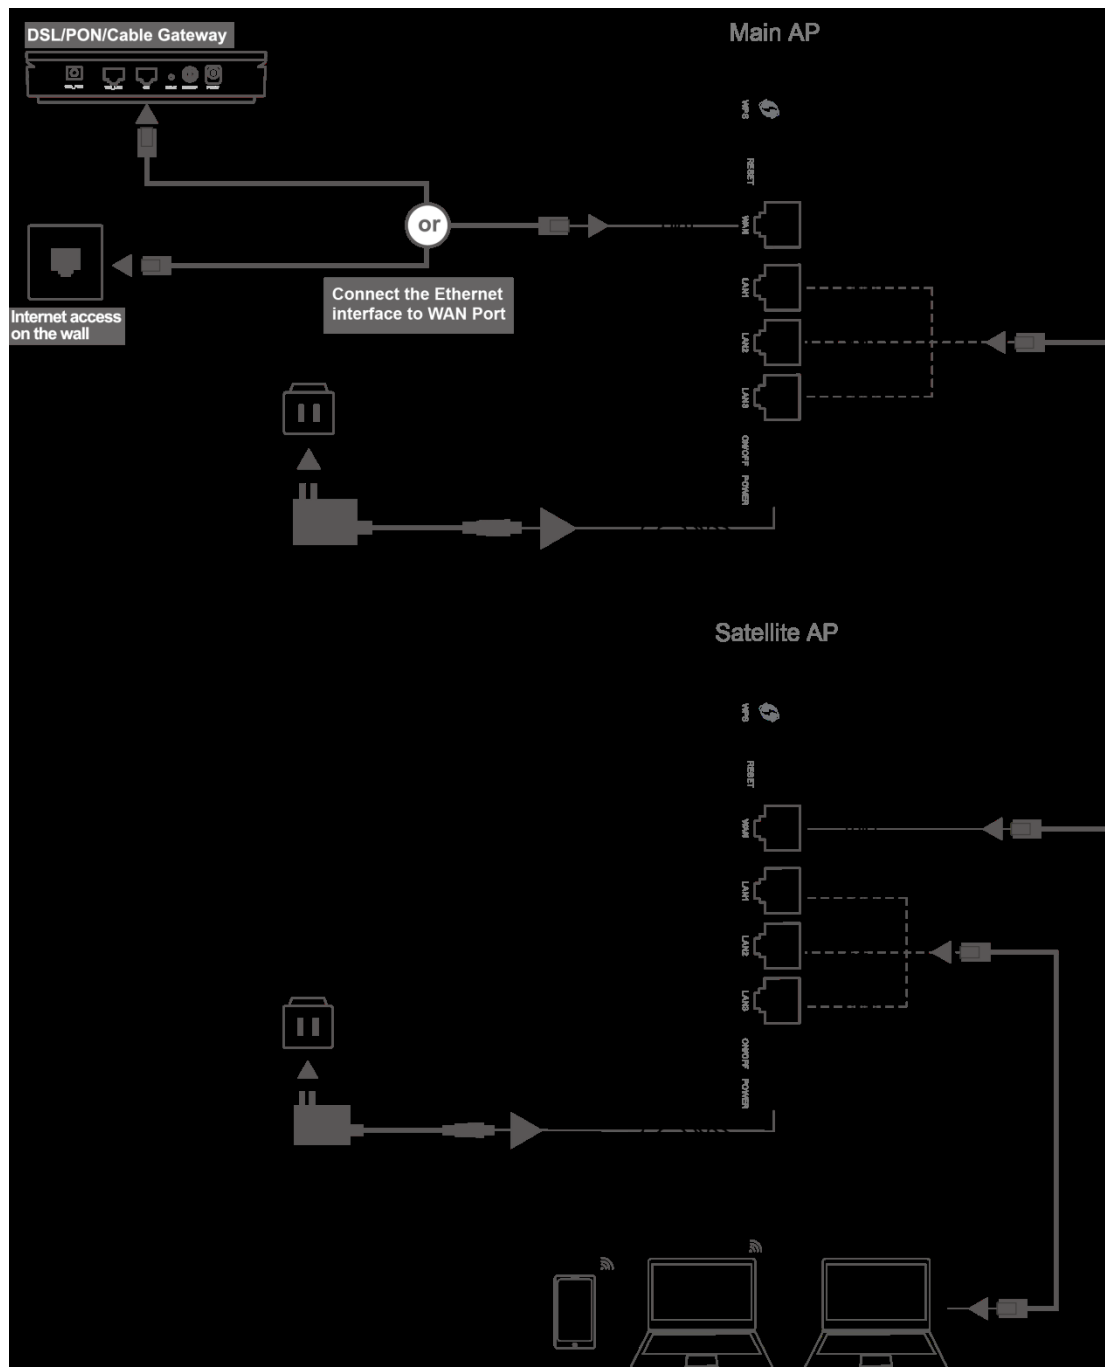 DSL/PON/Cable Gateway
Main AP
WPS
RESET
WAN
or
Internet access
on the wall
Connect the Ethernet
interface to WAN Port
LAN1
LAN2
LAN3
ON/OFF
POWER
Satellite AP
WPS
RESET
WAN
LAN1
LAN2
LAN3
ON/OFF
POWER